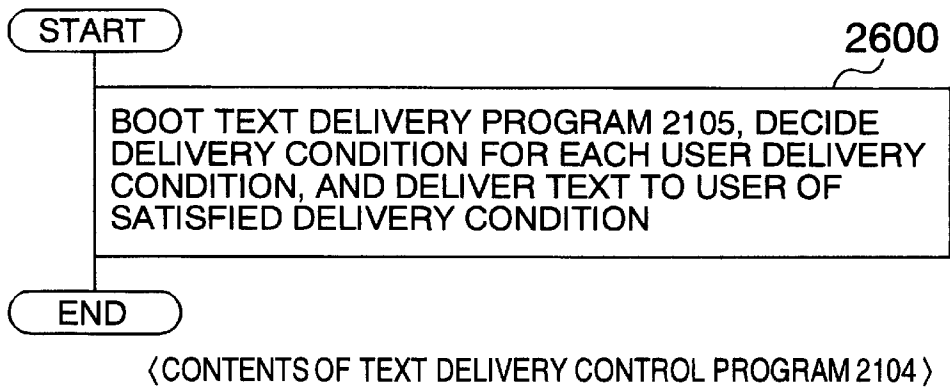 START
2600
BOOT TEXT DELIVERY PROGRAM 2105, DECIDE
DELIVERY CONDITION FOR EACH USER DELIVERY
CONDITION, AND DELIVER TEXT TO USER OF
SATISFIED DELIVERY CONDITION
END
〈CONTENTS OF TEXT DELIVERY CONTROL PROGRAM 2104〉